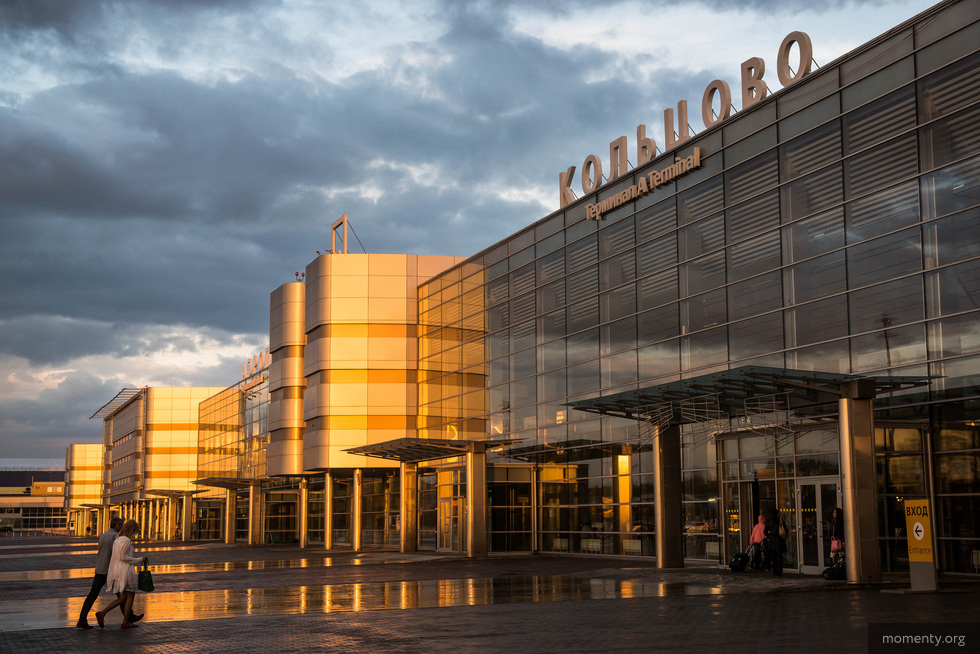 КОЛЬЦОВО
Терминал A Terminal
ВХОД
Entrance
momenty.org